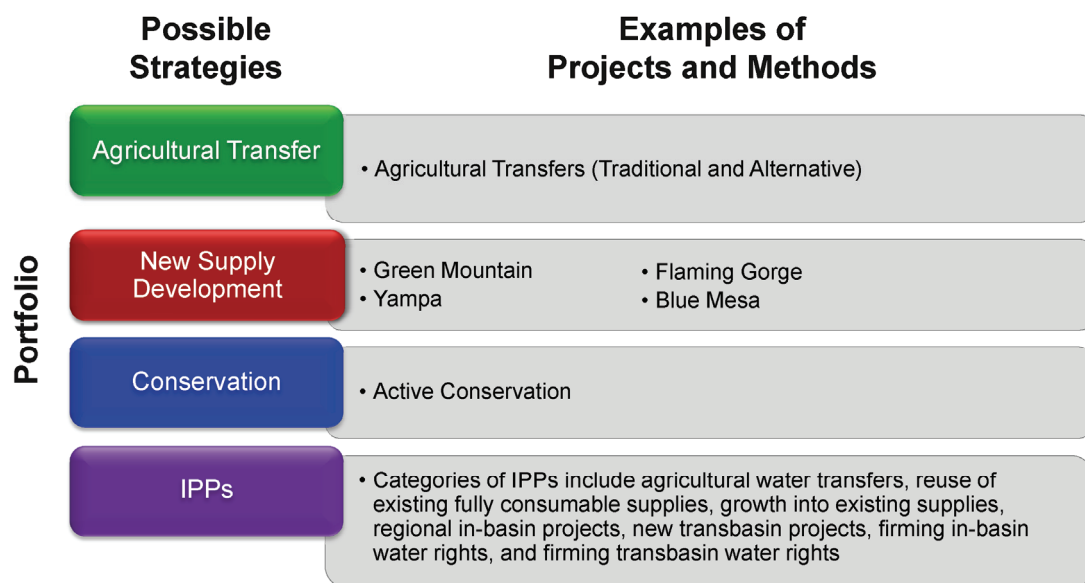 Possible
Strategies
Examples of
Projects and Methods
Portfolio
Agricultural Transfer
• Agricultural Transfers (Traditional and Alternative)
New Supply
Development
• Green Mountain
• Yampa
• Flaming Gorge
• Blue Mesa
Conservation
• Active Conservation
IPPs
• Categories of IPPs include agricultural water transfers, reuse of
existing fully consumable supplies, growth into existing supplies,
regional in-basin projects, new transbasin projects, firming in-basin
water rights, and firming transbasin water rights